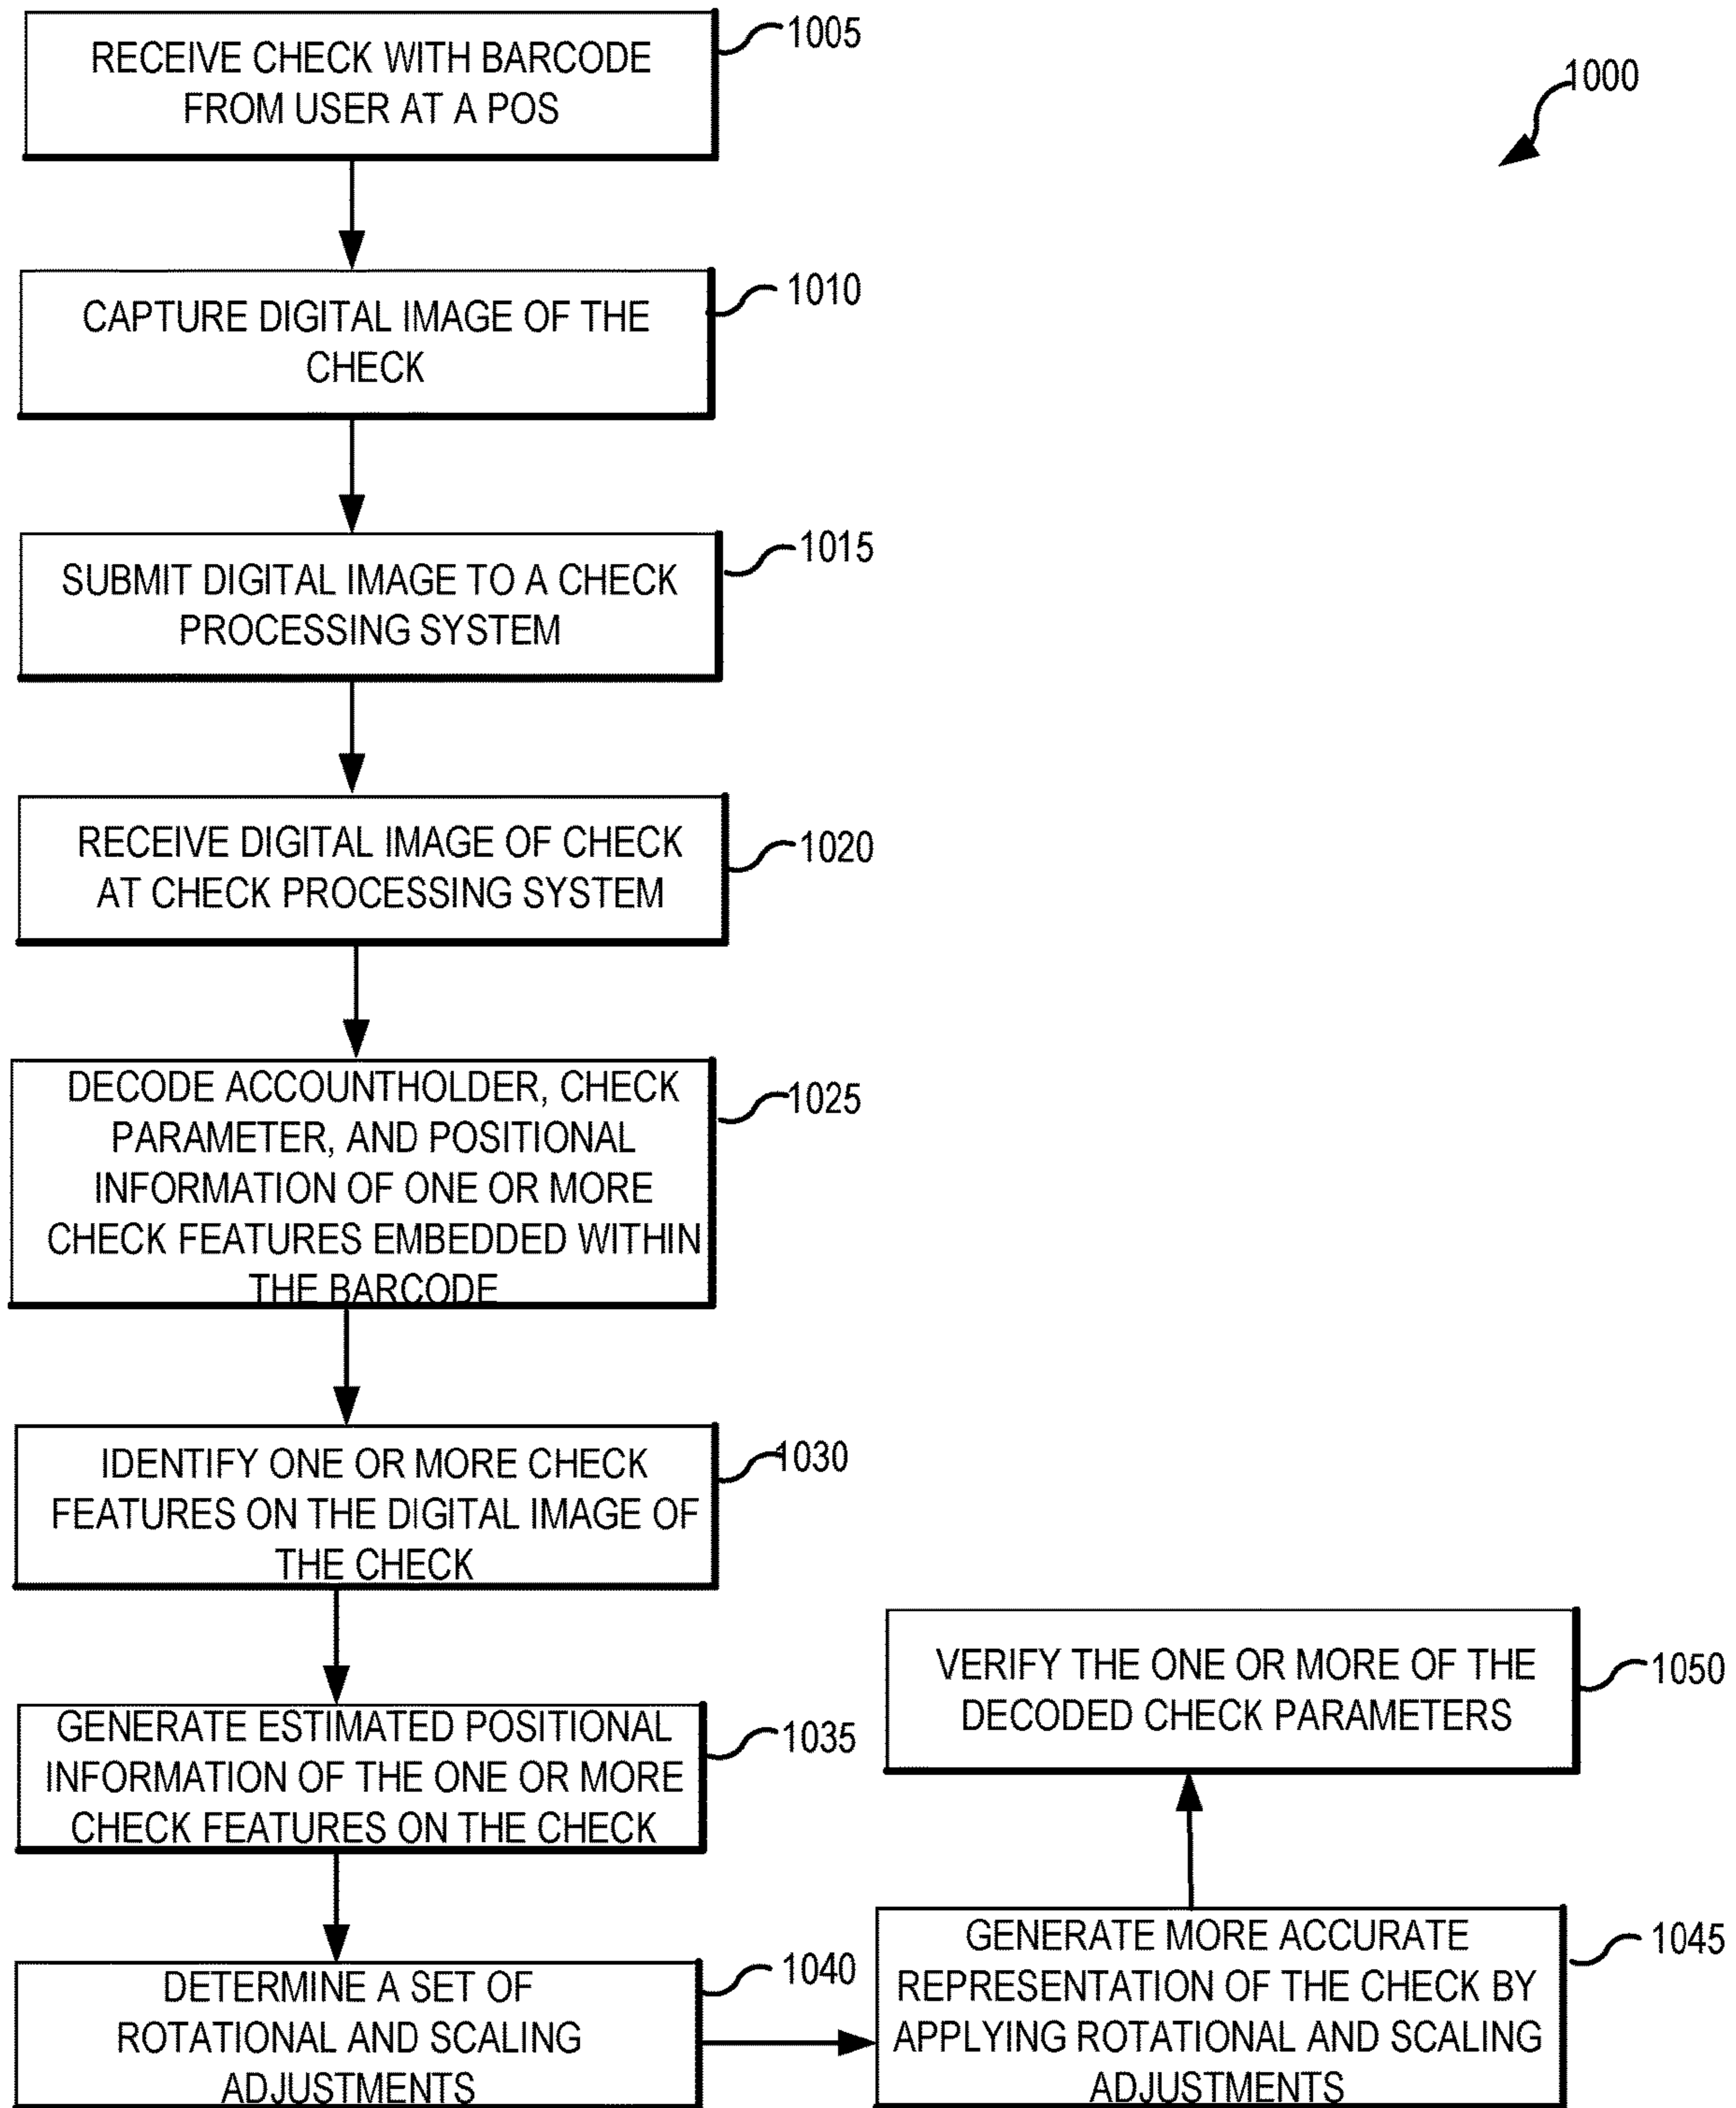 1000
RECEIVE CHECK WITH BARCODE
FROM USER AT A POS
1005
CAPTURE DIGITAL IMAGE OF THE
CHECK
1010
SUBMIT DIGITAL IMAGE TO A CHECK
PROCESSING SYSTEM
1015
RECEIVE DIGITAL IMAGE OF CHECK
AT CHECK PROCESSING SYSTEM
1020
DECODE ACCOUNTHOLDER, CHECK
PARAMETER, AND POSITIONAL
INFORMATION OF ONE OR MORE
CHECK FEATURES EMBEDDED WITHIN
THE BARCODE
1025
IDENTIFY ONE OR MORE CHECK
FEATURES ON THE DIGITAL IMAGE OF
THE CHECK
1030
GENERATE ESTIMATED POSITIONAL
INFORMATION OF THE ONE OR MORE
CHECK FEATURES ON THE CHECK
1035
DETERMINE A SET OF
ROTATIONAL AND SCALING
ADJUSTMENTS
1040
GENERATE MORE ACCURATE
REPRESENTATION OF THE CHECK BY
APPLYING ROTATIONAL AND SCALING
ADJUSTMENTS
1045
VERIFY THE ONE OR MORE OF THE
DECODED CHECK PARAMETERS
1050